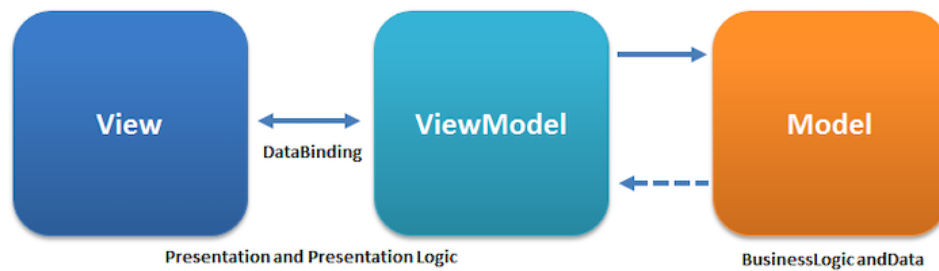 View
ViewModel
Model
DataBinding
Presentation and Presentation Logic
BusinessLogic andData